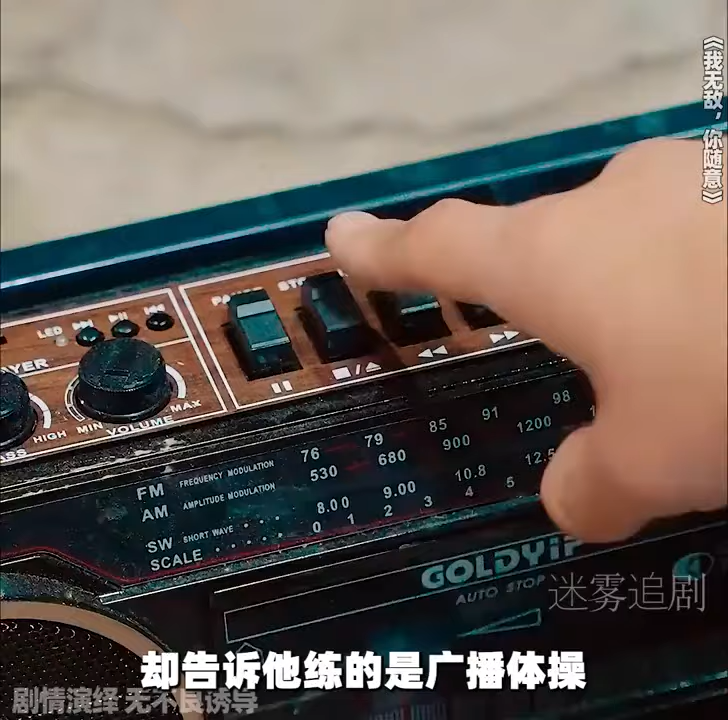 《我无敌，你随意》
LED
HIGH
MIN
VOLUME
MAX
76 79 85 91 98
FM FREQUENCY MODULATION
530 680 900 1200
AM AMPLITUDE MODULATION
8.00 9.00 10.8
SW SHORT WAVE
0 1 2 3 4 5
SCALE
AUTO STOP
迷雾追剧
却告诉他练的是广播体操
剧情演绎 无不良诱导